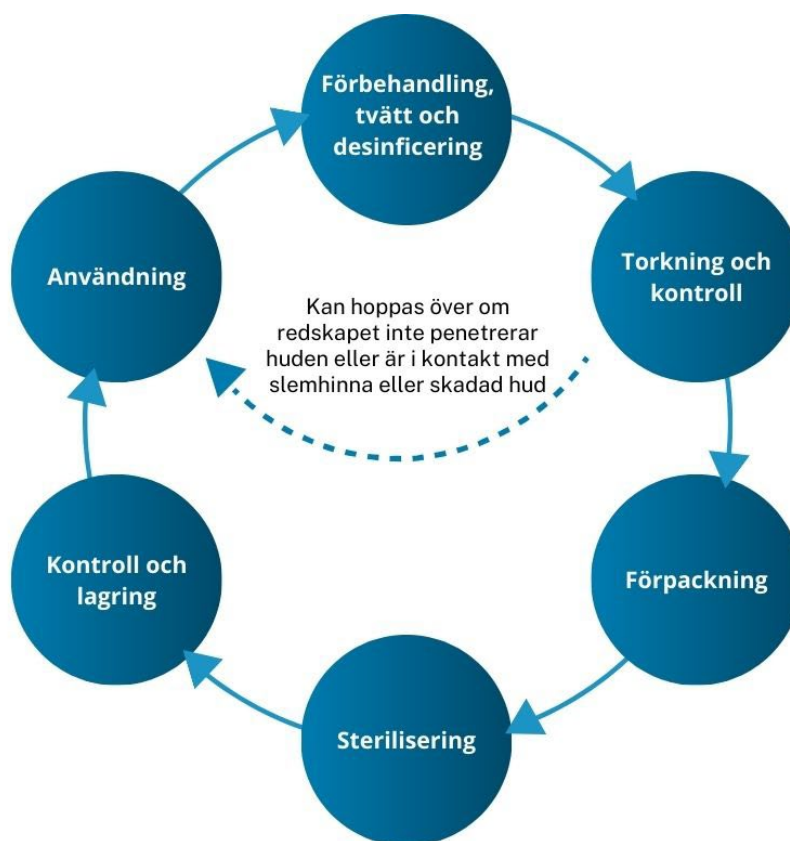 Förbehandling,
tvätt och
desinficering
Torkning och
kontroll
Förpackning
Sterilisering
Kontroll och
lagring
Användning
Kan hoppas över om
redskapet inte penetrerar
huden eller är i kontakt med
slemhinna eller skadad hud